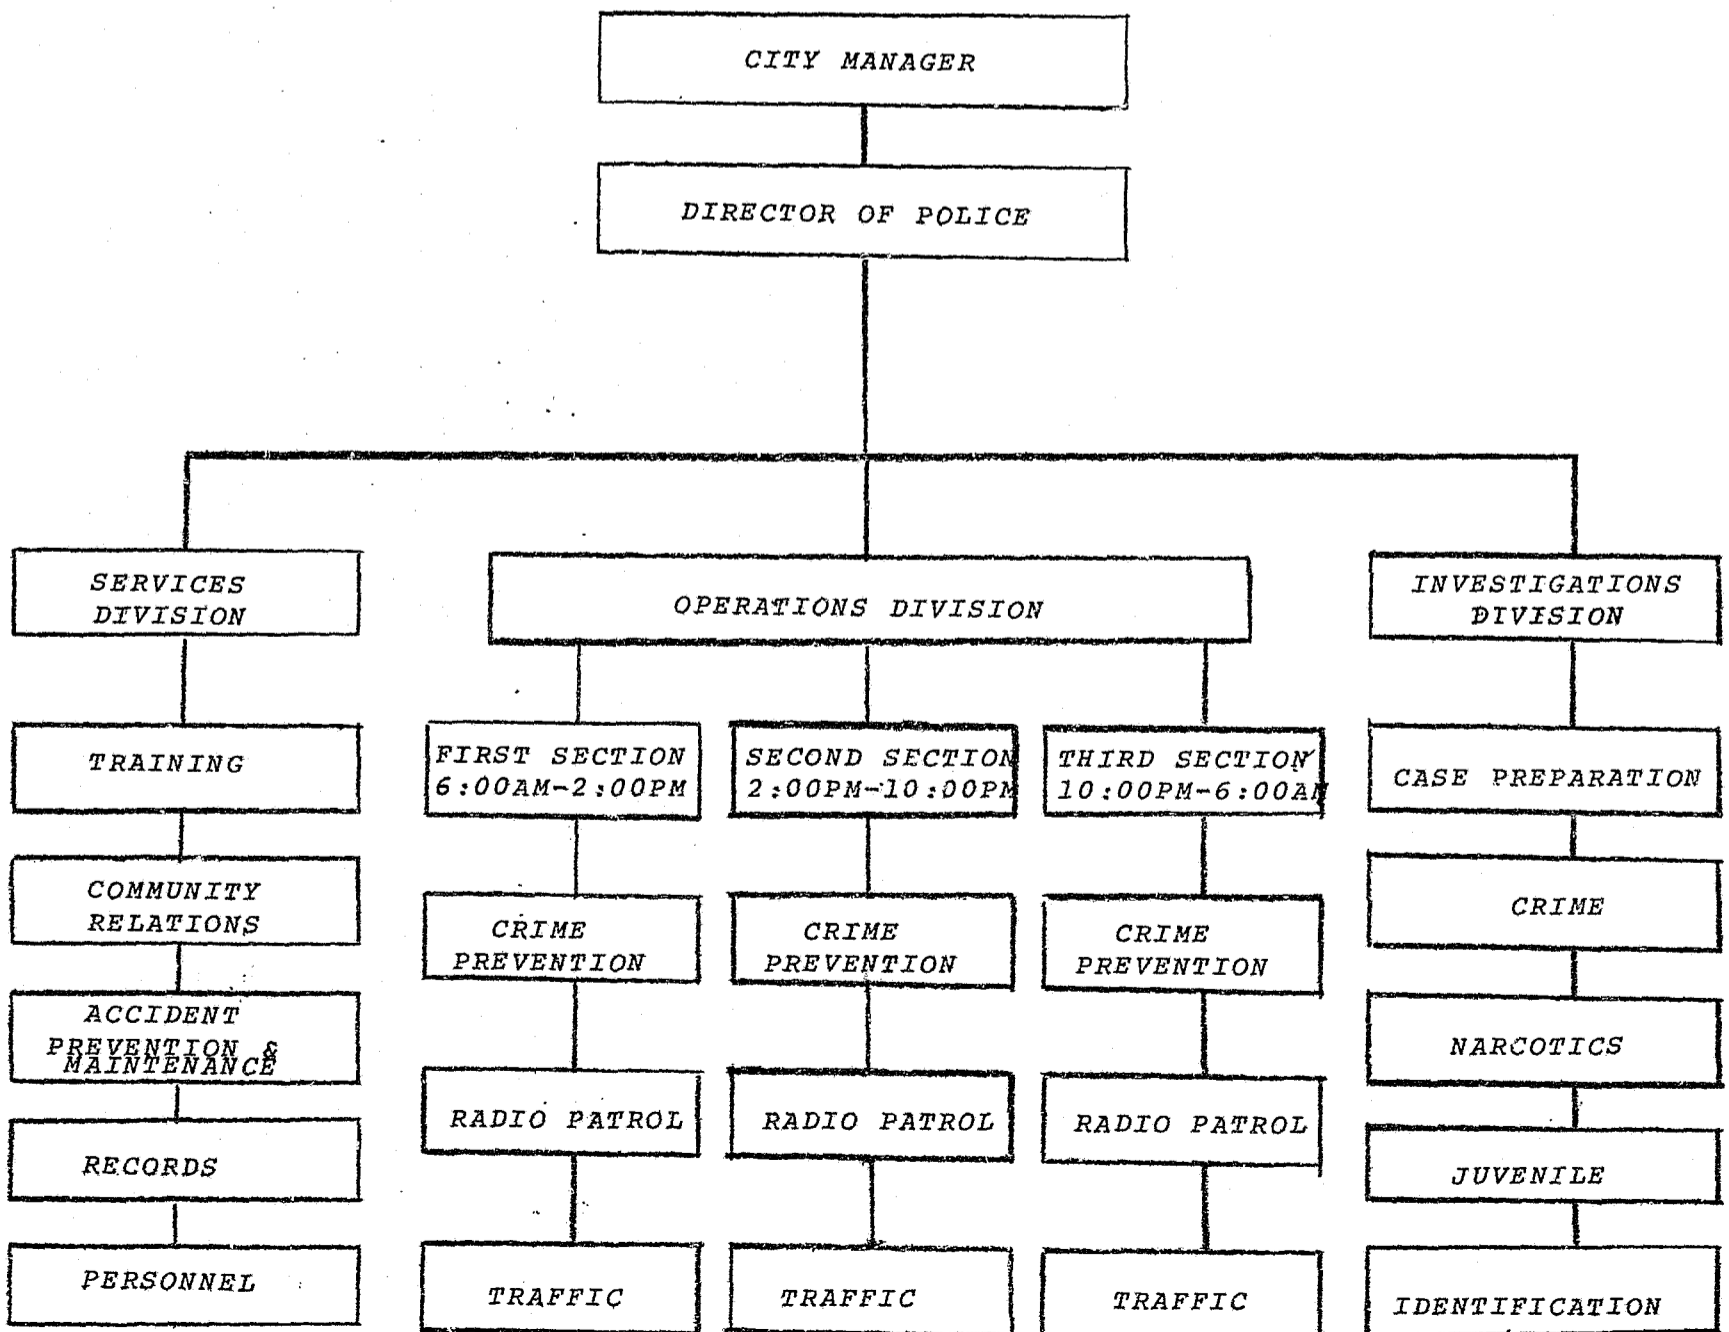 CITY MANAGER
DIRECTOR OF POLICE
SERVICES
DIVISION
OPERATIONS DIVISION
INVESTIGATIONS
DIVISION
TRAINING
FIRST SECTION
6:00AM-2:00PM
SECOND SECTION
2:00PM-10:00PM
THIRD SECTION
10:00PM-6:00AM
CASE PREPARATION
COMMUNITY
RELATIONS
CRIME
PREVENTION
CRIME
PREVENTION
CRIME
PREVENTION
CRIME
ACCIDENT
PREVENTION &
MAINTENANCE
NARCOTICS
RECORDS
RADIO PATROL
RADIO PATROL
RADIO PATROL
JUVENILE
PERSONNEL
TRAFFIC
TRAFFIC
TRAFFIC
IDENTIFICATION